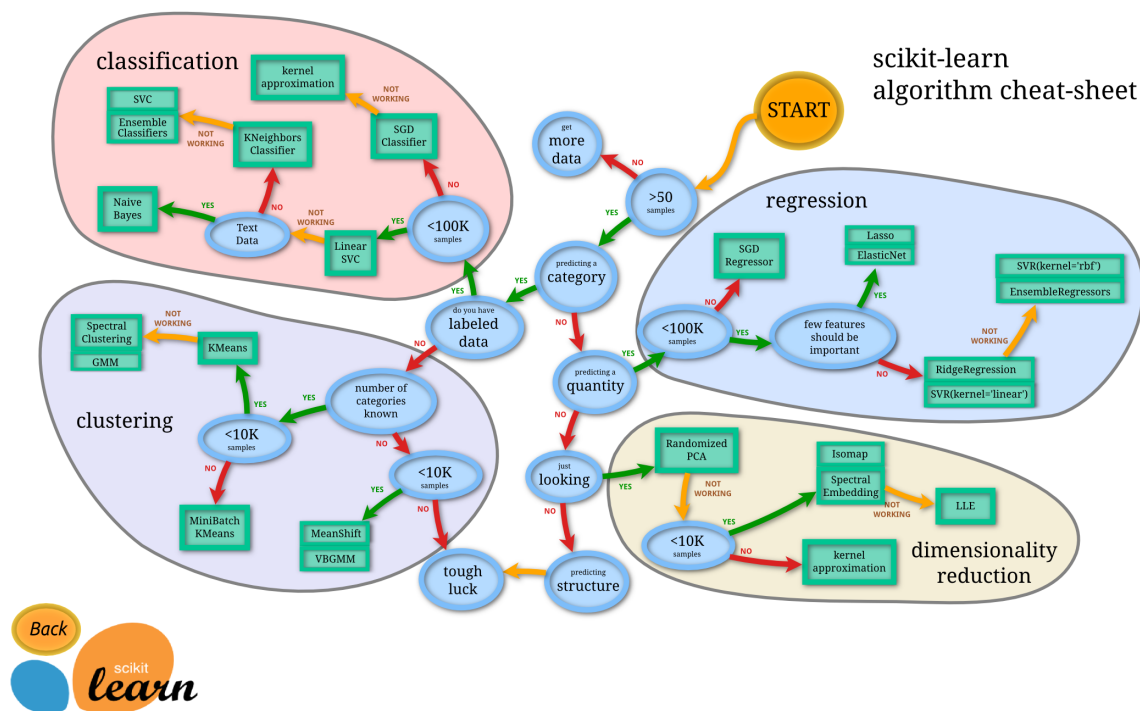 scikit-learn
algorithm cheat-sheet
START
get
more
data
NO
>50
samples
YES
predicting a
category
YES
NO
do you have
labeled
data
YES
NO
predicting a
quantity
YES
NO
just
looking
YES
NO
predicting
structure
tough
luck
classification
kernel
approximation
NOT
WORKING
SGD
Classifier
NO
<100K
samples
YES
Linear
SVC
NOT
WORKING
Text
Data
YES
NO
Naive
Bayes
KNeighbors
Classifier
NOT
WORKING
SVC
Ensemble
Classifiers
regression
SGD
Regressor
NO
<100K
samples
YES
few features
should be
important
YES
NO
Lasso
ElasticNet
RidgeRegression
SVR(kernel='linear')
NOT
WORKING
SVR(kernel='rbf')
EnsembleRegressors
clustering
Spectral
Clustering
GMM
NOT
WORKING
KMeans
YES
number of
categories
known
YES
NO
<10K
samples
NO
MiniBatch
KMeans
<10K
samples
YES
NO
MeanShift
VBGMM
dimensionality
reduction
Randomized
PCA
NOT
WORKING
<10K
samples
YES
NO
Isomap
Spectral
Embedding
NOT
WORKING
LLE
kernel
approximation
Back
scikit
learn